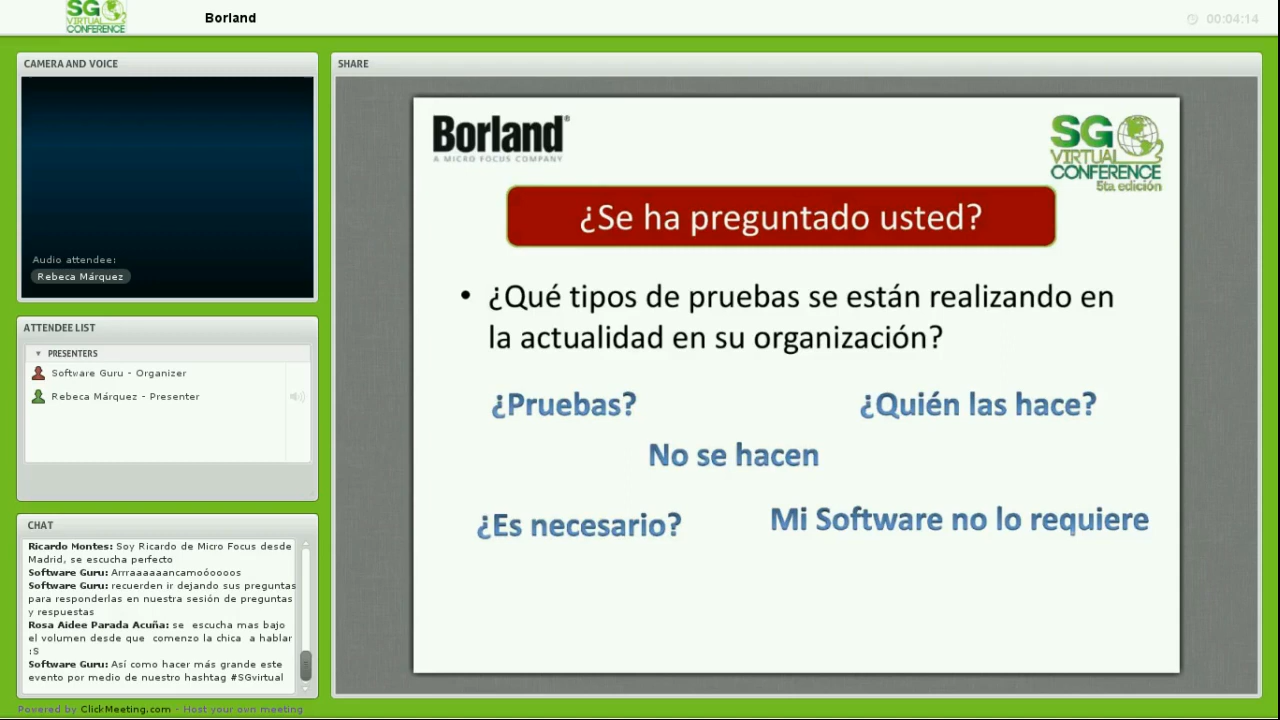 SG
VIRTUAL
CONFERENCE
Borland
00:04:14
CAMERA AND VOICE
Audio attendee:
Rebeca Márquez
ATTENDEE LIST
PRESENTERS
Software Guru - Organizer
Rebeca Márquez - Presenter
CHAT
Ricardo Montes: Soy Ricardo de Micro Focus desde
Madrid, se escucha perfecto
Software Guru: Arrraaaaaancamoóoooos
Software Guru: recuerden ir dejando sus preguntas
para responderlas en nuestra sesión de preguntas
y respuestas
Rosa Aidee Parada Acuña: se escucha mas bajo
el volumen desde que comenzo la chica a hablar
:S
Software Guru: Así como hacer más grande este
evento por medio de nuestro hashtag #SGvirtual
Powered by ClickMeeting.com - Host your own meeting
SHARE
Borland®
A MICRO FOCUS COMPANY
SG
VIRTUAL
CONFERENCE
5ta edición
¿Se ha preguntado usted?
• ¿Qué tipos de pruebas se están realizando en
la actualidad en su organización?
¿Pruebas?
¿Quién las hace?
No se hacen
¿Es necesario?
Mi Software no lo requiere